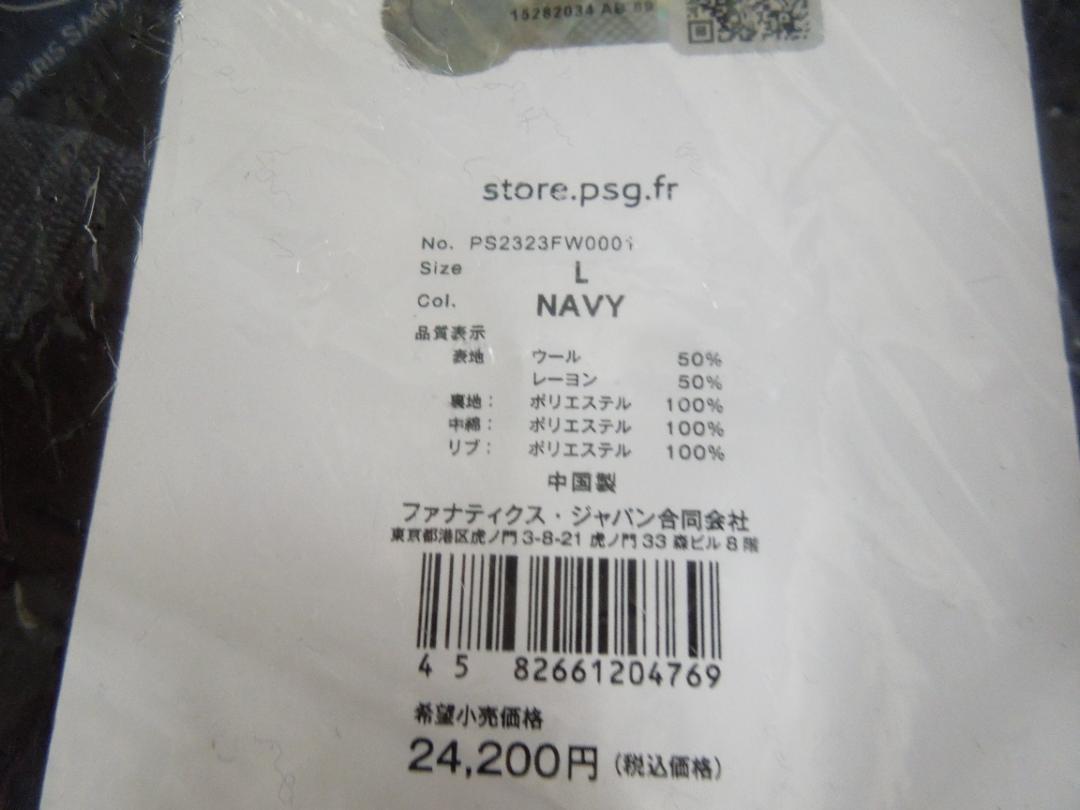 PARIS SAINT
15282034 AB 89
store.psg.fr
No. PS2323FW0001
Size L
Col. NAVY
品質表示
表地 ウール 50%
レーヨン 50%
裏地： ポリエステル 100%
中綿： ポリエステル 100%
リブ： ポリエステル 100%
中国製
ファナティクス・ジャパン合同会社
東京都港区虎ノ門 3-8-21 虎ノ門 33 森ビル 8 階
4 5 82661204769
希望小売価格
24,200円 (税込価格)